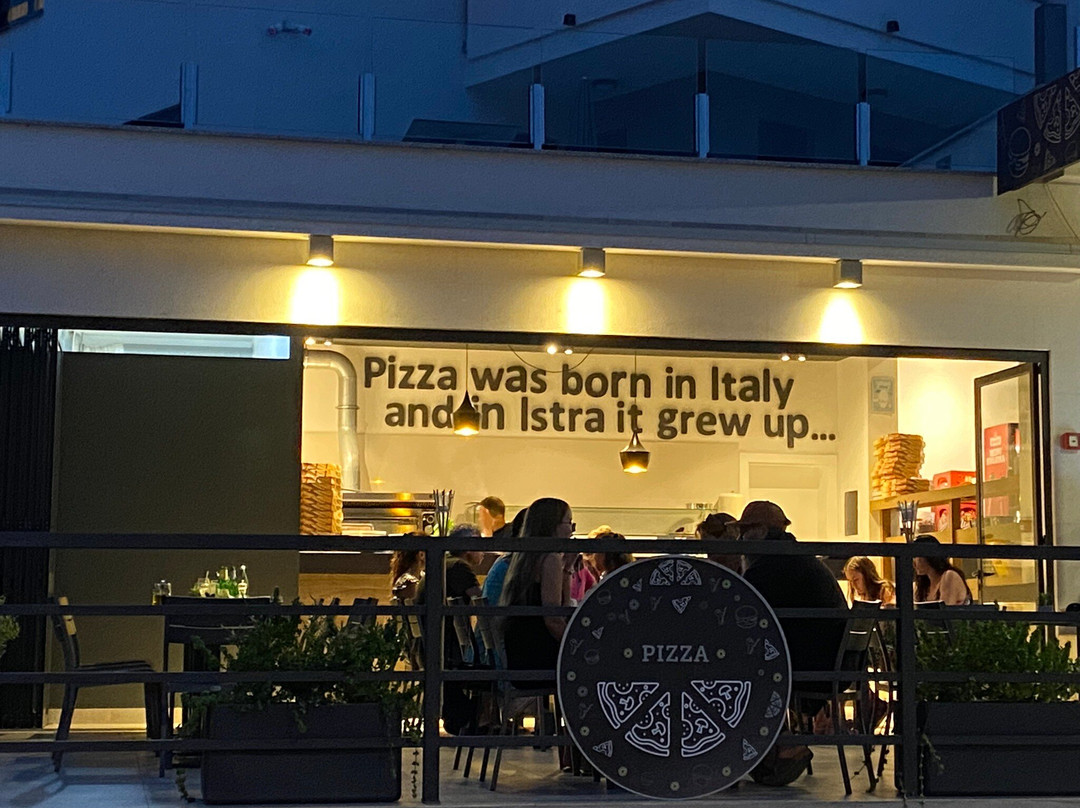 Pizza was born in Italy
and in Istra it grew up...
PIZZA